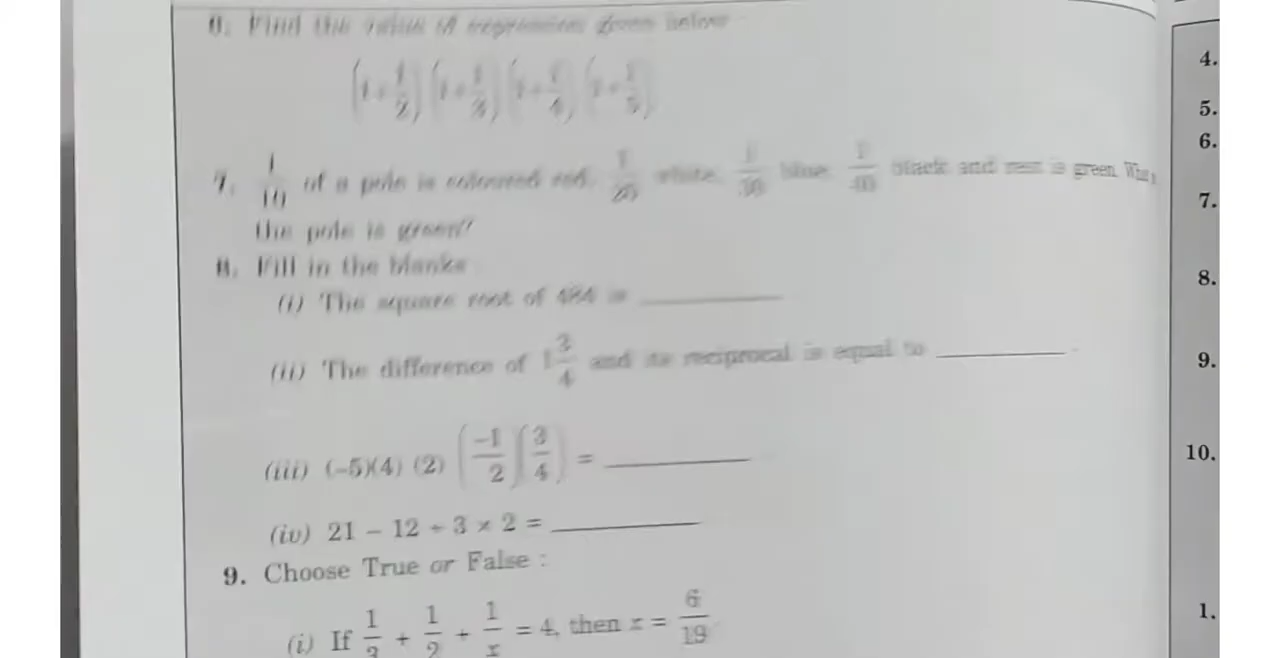 6. Find the value of expression given below
(1+1/2) (1+1/3) (1+1/4) (1+1/5)
7. 1/10 of a pole is coloured red, 1/20 white, 1/30 blue, 1/40 black and rest is green.
the pole is green?
8. Fill in the blanks
(i) The square root of 484 is
(ii) The difference of 1 3/4 and its reciprocal is equal to
(iii) (-5)(4) (2) (-1/2) (3/4) =
(iv) 21 - 12 ÷ 3 × 2 =
9. Choose True or False :
(i) If 1/3 + 1/2 + 1/x = 4, then x = 6/19
4.
5.
6.
7.
8.
9.
10.
1.